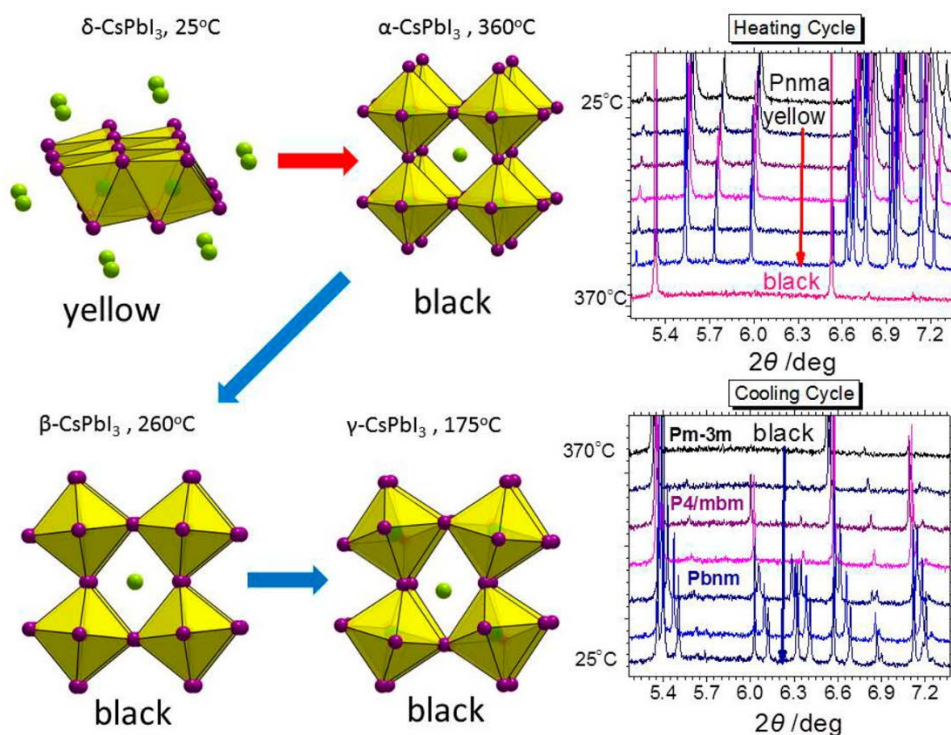 δ-CsPbI₃, 25°C
α-CsPbI₃ , 360°C
yellow
black
β-CsPbI₃ , 260°C
γ-CsPbI₃ , 175°C
black
black
Heating Cycle
25°C
Pnma
yellow
black
370°C
5.4 5.7 6.0 6.3 6.6 6.9 7.2
2θ /deg
Cooling Cycle
370°C
Pm-3m
black
P4/mbm
Pbnm
25°C
5.4 5.7 6.0 6.3 6.6 6.9 7.2
2θ /deg